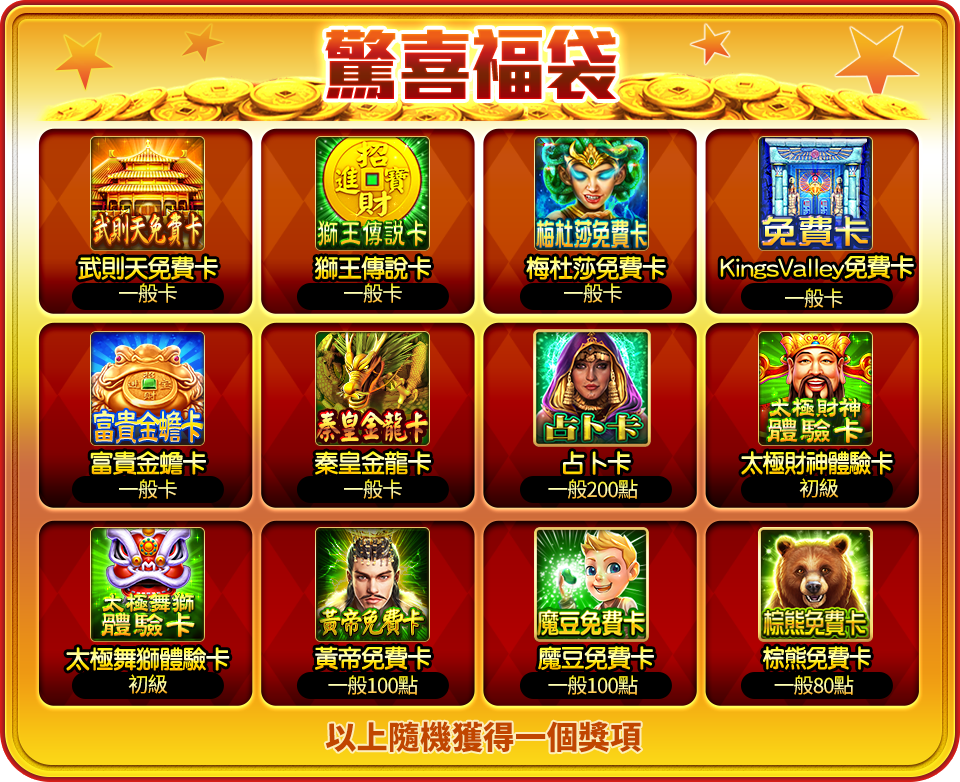 驚喜福袋
武則天免費卡
武則天免費卡
一般卡
招
進寶
財
獅王傳說卡
獅王傳說卡
一般卡
梅杜莎免費卡
梅杜莎免費卡
一般卡
免費卡
KingsValley免費卡
一般卡
富貴金蟾卡
富貴金蟾卡
一般卡
秦皇金龍卡
秦皇金龍卡
一般卡
占卜卡
占卜卡
一般200點
太極財神
體驗卡
太極財神體驗卡
初級
太極舞獅
體驗卡
太極舞獅體驗卡
初級
黃帝免費卡
黃帝免費卡
一般100點
魔豆免費卡
魔豆免費卡
一般100點
棕熊免費卡
棕熊免費卡
一般80點
以上隨機獲得一個獎項